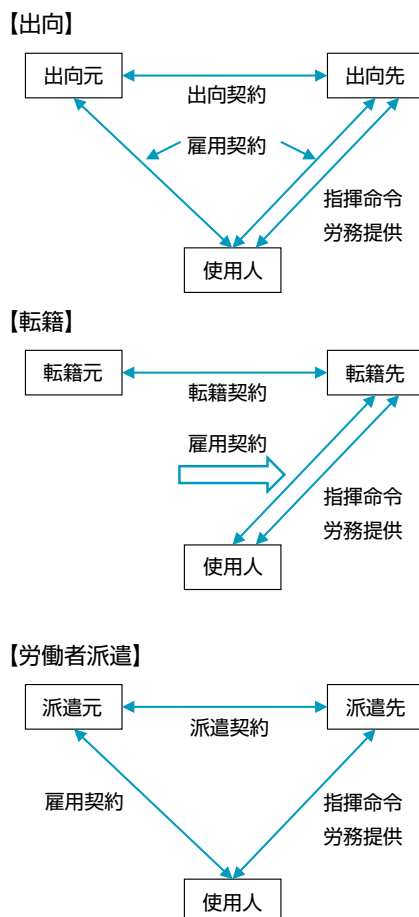 【出向】
出向元
出向先
出向契約
雇用契約
指揮命令
労務提供
使用人
【転籍】
転籍元
転籍先
転籍契約
雇用契約
指揮命令
労務提供
使用人
【労働者派遣】
派遣元
派遣先
派遣契約
雇用契約
指揮命令
労務提供
使用人